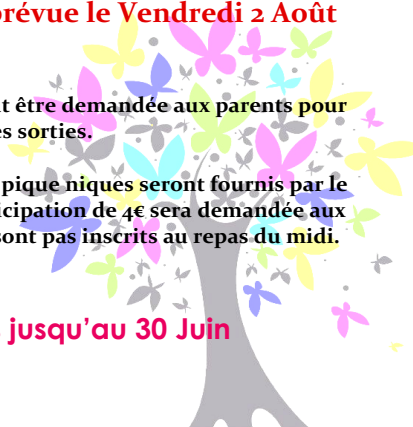 prévue le Vendredi 2 Août
t être demandée aux parents pour
es sorties.
pique niques seront fournis par le
icipation de 4€ sera demandée aux
sont pas inscrits au repas du midi.
jusqu'au 30 Juin